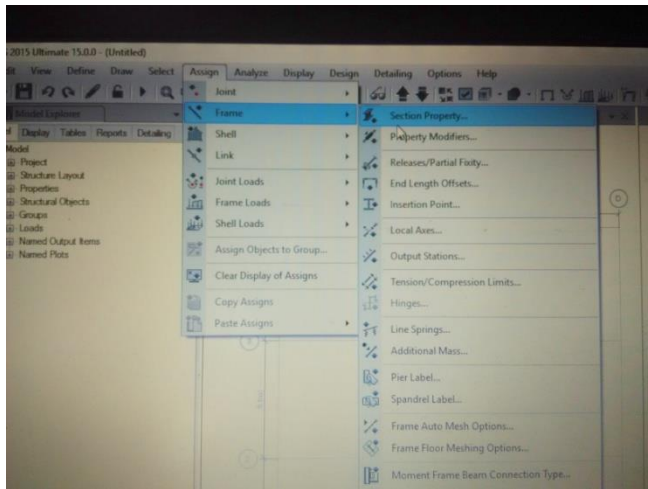 2015 Ultimate 15.0.0 - (Untitled)
View Define Draw Select Assign Analyze Display Design Detailing Options Help
Model Explorer
Display Tables Reports Detailing
Model
Project
Structure Layout
Properties
Structural Objects
Groups
Loads
Named Output Items
Named Plots
Joint
Frame
Shell
Link
Joint Loads
Frame Loads
Shell Loads
Assign Objects to Group...
Clear Display of Assigns
Copy Assigns
Paste Assigns
Section Property...
Property Modifiers...
Releases/Partial Fixity...
End Length Offsets...
Insertion Point...
Local Axes...
Output Stations...
Tension/Compression Limits...
Hinges...
Line Springs...
Additional Mass...
Pier Label...
Spandrel Label...
Frame Auto Mesh Options...
Frame Floor Meshing Options...
Moment Frame Beam Connection Type...